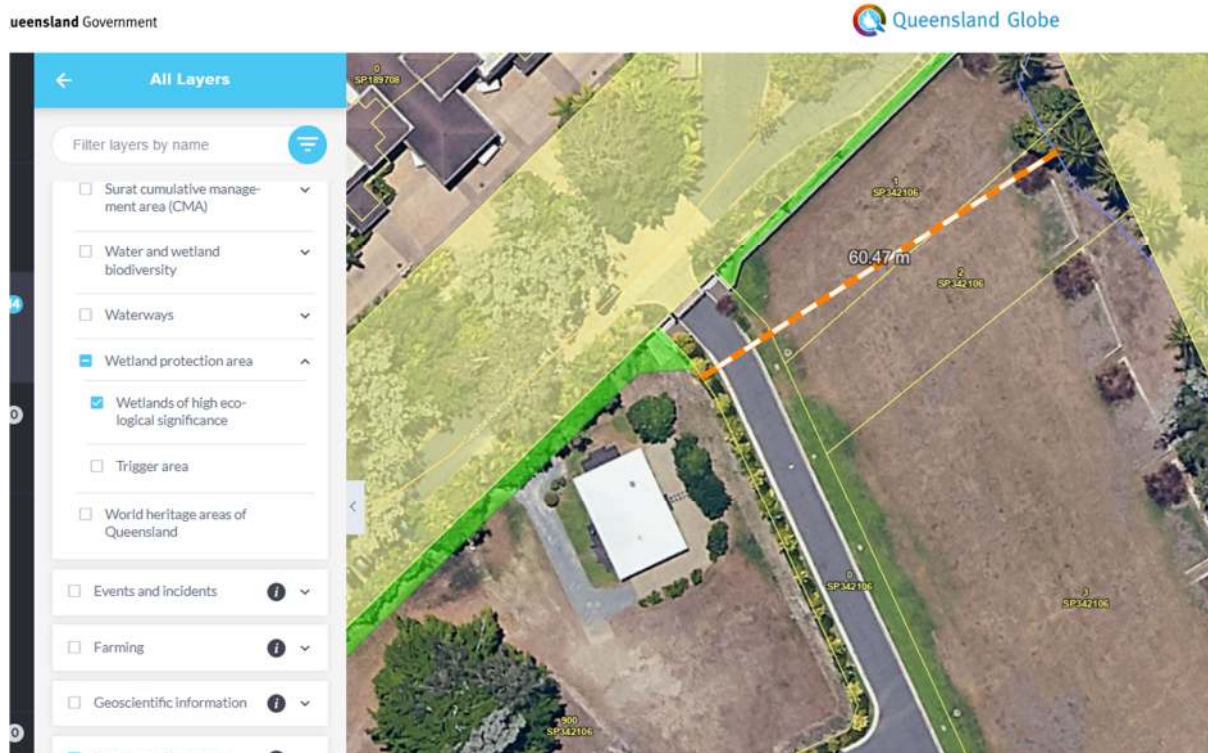 ueensland Government
Queensland Globe
All Layers
Filter layers by name
Surat cumulative manage-
ment area (CMA)
Water and wetland
biodiversity
Waterways
Wetland protection area
Wetlands of high eco-
logical significance
Trigger area
World heritage areas of
Queensland
Events and incidents
Farming
Geoscientific information
0
SP189708
1
SP342106
60.47 m
2
SP342106
0
SP342106
3
SP342106
900
SP342106
0
0